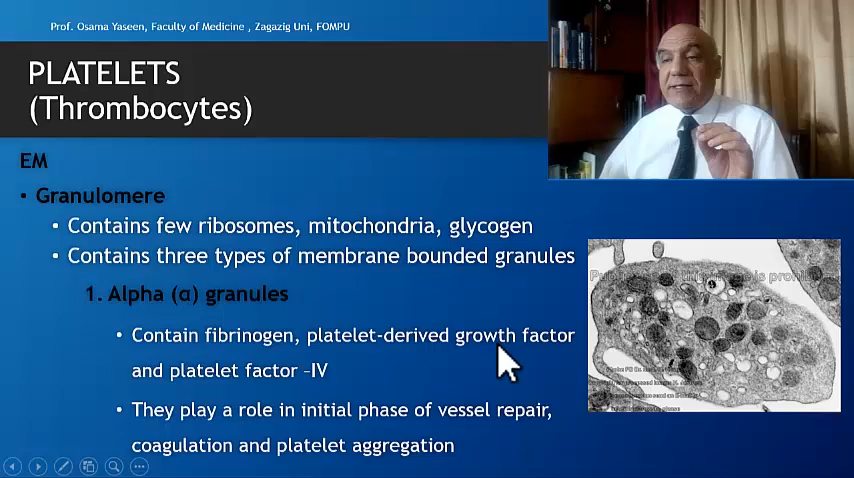 Prof. Osama Yaseen, Faculty of Medicine , Zagazig Uni, FOMPU
PLATELETS
(Thrombocytes)
EM
• Granulomere
• Contains few ribosomes, mitochondria, glycogen
• Contains three types of membrane bounded granules
1. Alpha (α) granules
• Contain fibrinogen, platelet-derived growth factor
and platelet factor –IV
• They play a role in initial phase of vessel repair,
coagulation and platelet aggregation